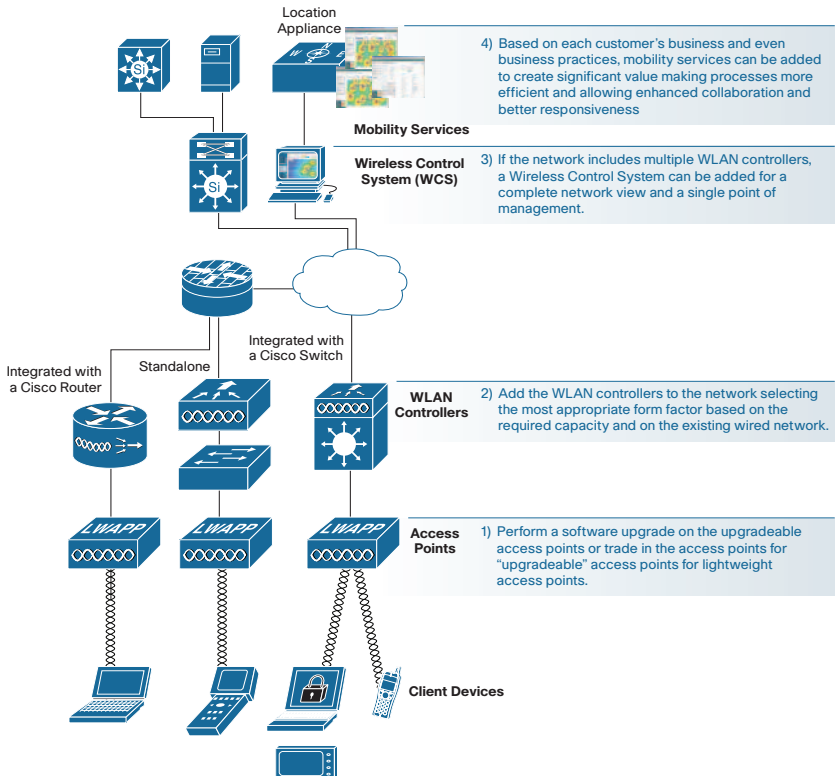 Location
Appliance
Si
N
W
E
S
4) Based on each customer's business and even
business practices, mobility services can be added
to create significant value making processes more
efficient and allowing enhanced collaboration and
better responsiveness
Mobility Services
Si
Wireless Control
System (WCS)
3) If the network includes multiple WLAN controllers,
a Wireless Control System can be added for a
complete network view and a single point of
management.
Integrated with
a Cisco Router
Standalone
Integrated with
a Cisco Switch
WLAN
Controllers
2) Add the WLAN controllers to the network selecting
the most appropriate form factor based on the
required capacity and on the existing wired network.
LWAPP
LWAPP
LWAPP
Access
Points
1) Perform a software upgrade on the upgradeable
access points or trade in the access points for
“upgradeable” access points for lightweight
access points.
Client Devices